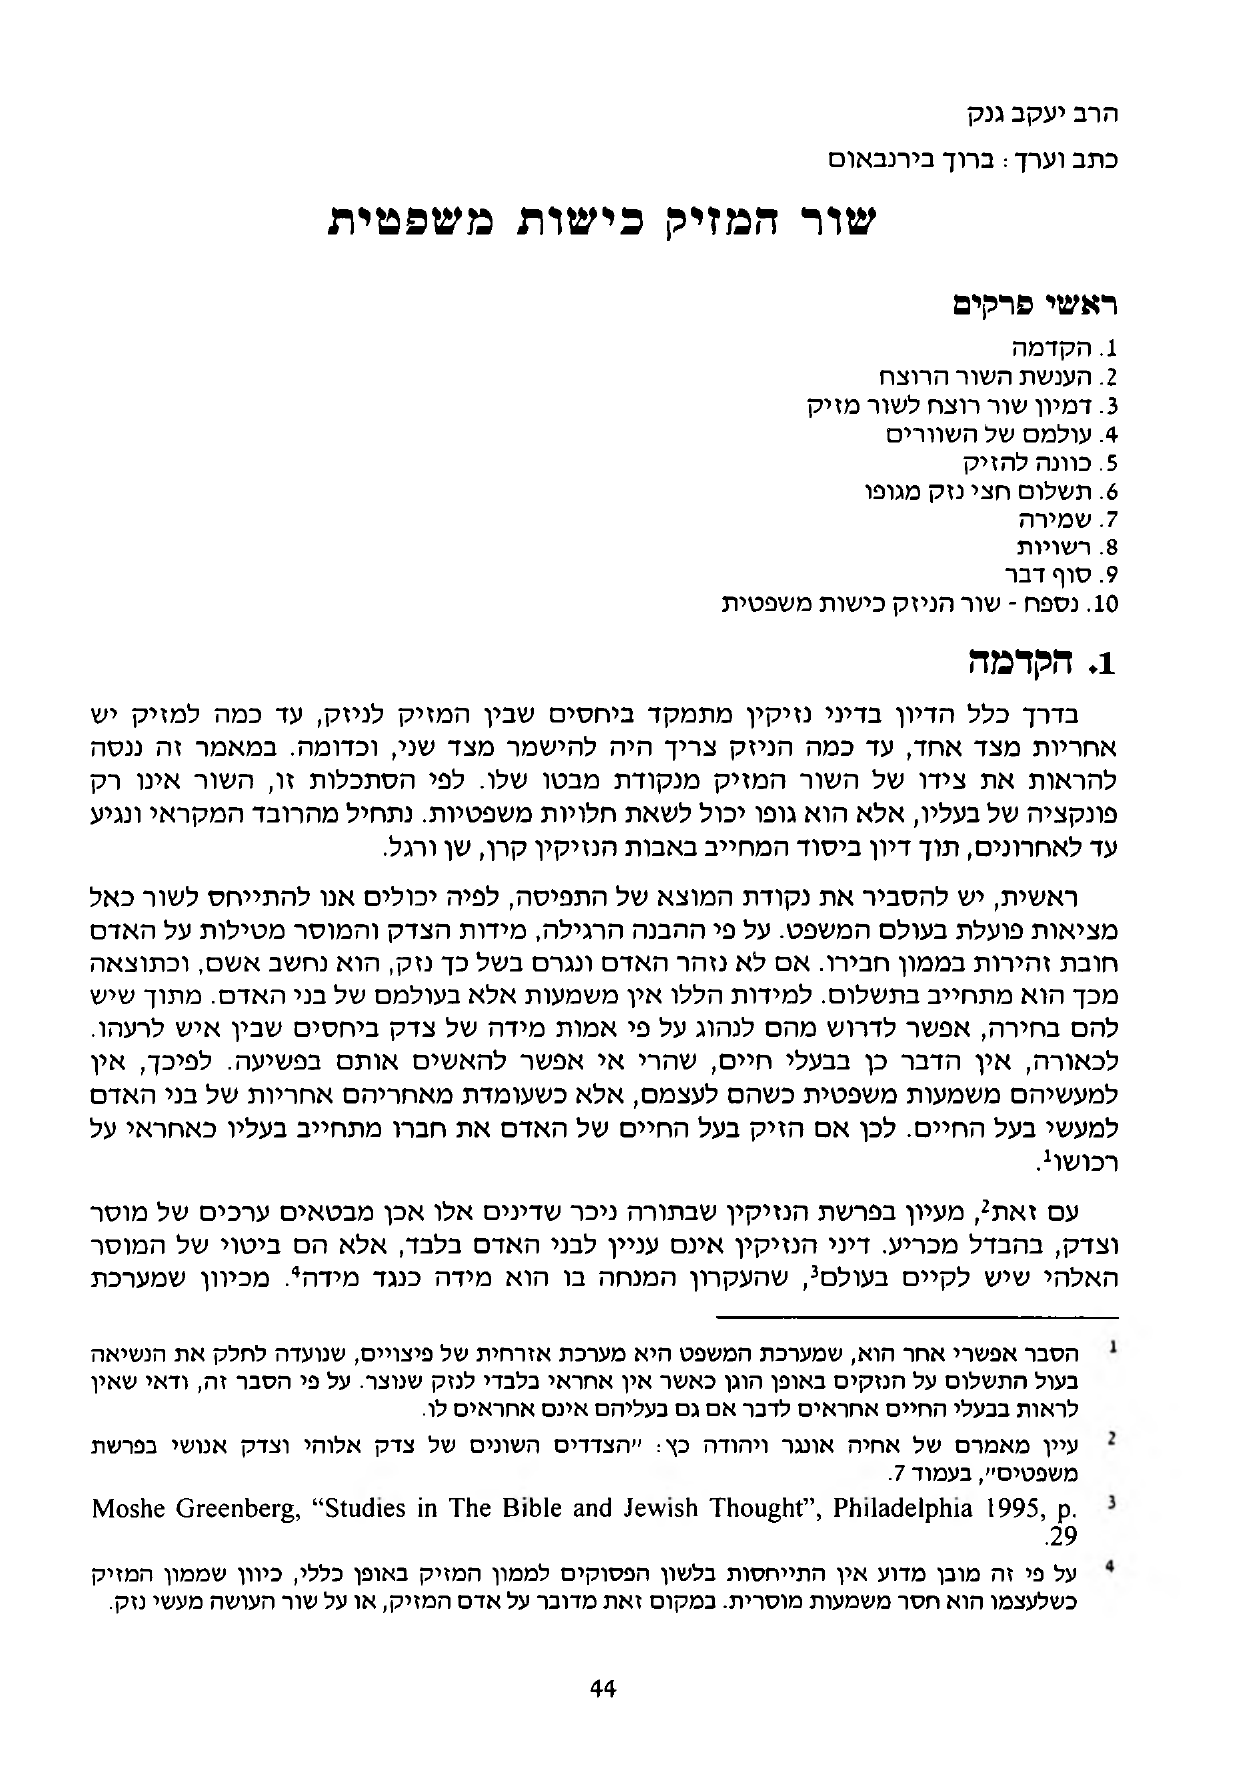 הרב יעקב גנק
כתב וערך: ברוך בירנבאום
שור המזיק כישות משפטית
ראשי פרקים
1. הקדמה
2. הענשת השור הרוצח
3. דמיון שור רוצח לשור מזיק
4. עולמם של השוורים
5. כוונה להזיק
6. תשלום חצי נזק מגופו
7. שמירה
8. רשויות
9. סוף דבר
10. נספח - שור הניזק כישות משפטית
1. הקדמה
בדרך כלל הדיון בדיני נזיקין מתמקד ביחסים שבין המזיק לניזק, עד כמה למזיק יש
אחריות מצד אחד, עד כמה הניזק צריך היה להישמר מצד שני, וכדומה. במאמר זה ננסה
להראות את צידו של השור המזיק מנקודת מבטו שלו. לפי הסתכלות זו, השור אינו רק
פונקציה של בעליו, אלא הוא גופו יכול לשאת חלויות משפטיות. נתחיל מהרובד המקראי ונגיע
עד לאחרונים, תוך דיון ביסוד המחייב באבות הנזיקין קרן, שן ורגל.
ראשית, יש להסביר את נקודת המוצא של התפיסה, לפיה יכולים אנו להתייחס לשור כאל
מציאות פועלת בעולם המשפט. על פי ההבנה הרגילה, מידות הצדק והמוסר מטילות על האדם
חובת זהירות בממון חבירו. אם לא נזהר האדם ונגרם בשל כך נזק, הוא נחשב אשם, וכתוצאה
מכך הוא מתחייב בתשלום. למידות הללו אין משמעות אלא בעולמם של בני האדם. מתוך שיש
להם בחירה, אפשר לדרוש מהם לנהוג על פי אמות מידה של צדק ביחסים שבין איש לרעהו.
לכאורה, אין הדבר כן בבעלי חיים, שהרי אי אפשר להאשים אותם בפשיעה. לפיכך, אין
למעשיהם משמעות משפטית כשהם לעצמם, אלא כשעומדת מאחריהם אחריות של בני האדם
למעשי בעל החיים. לכן אם הזיק בעל החיים של האדם את חברו מתחייב בעליו כאחראי על
רכושו1.
עם זאת2, מעיון בפרשת הנזיקין שבתורה ניכר שדינים אלו אכן מבטאים ערכים של מוסר
וצדק, בהבדל מכריע. דיני הנזיקין אינם עניין לבני האדם בלבד, אלא הם ביטוי של המוסר
האלהי שיש לקיים בעולם3, שהעקרון המנחה בו הוא מידה כנגד מידה4. מכיוון שמערכת
1 הסבר אפשרי אחר הוא, שמערכת המשפט היא מערכת אזרחית של פיצויים, שנועדה לחלק את הנשיאה
בעול התשלום על הנזקים באופן הוגן כאשר אין אחראי בלבדי לנזק שנוצר. על פי הסבר זה, ודאי שאין
לראות בבעלי החיים אחראים לדבר אם גם בעליהם אינם אחראים לו.
2 עיין מאמרם של אחיה אונגר ויהודה כץ: "הצדדים השונים של צדק אלוהי וצדק אנושי בפרשת
משפטים", בעמוד 7.
3 Moshe Greenberg, “Studies in The Bible and Jewish Thought”, Philadelphia 1995, p.
29.
4 על פי זה מובן מדוע אין התייחסות בלשון הפסוקים לממון המזיק באופן כללי, כיוון שממון המזיק
כשלעצמו הוא חסר משמעות מוסרית. במקום זאת מדובר על אדם המזיק, או על שור העושה מעשי נזק.
44